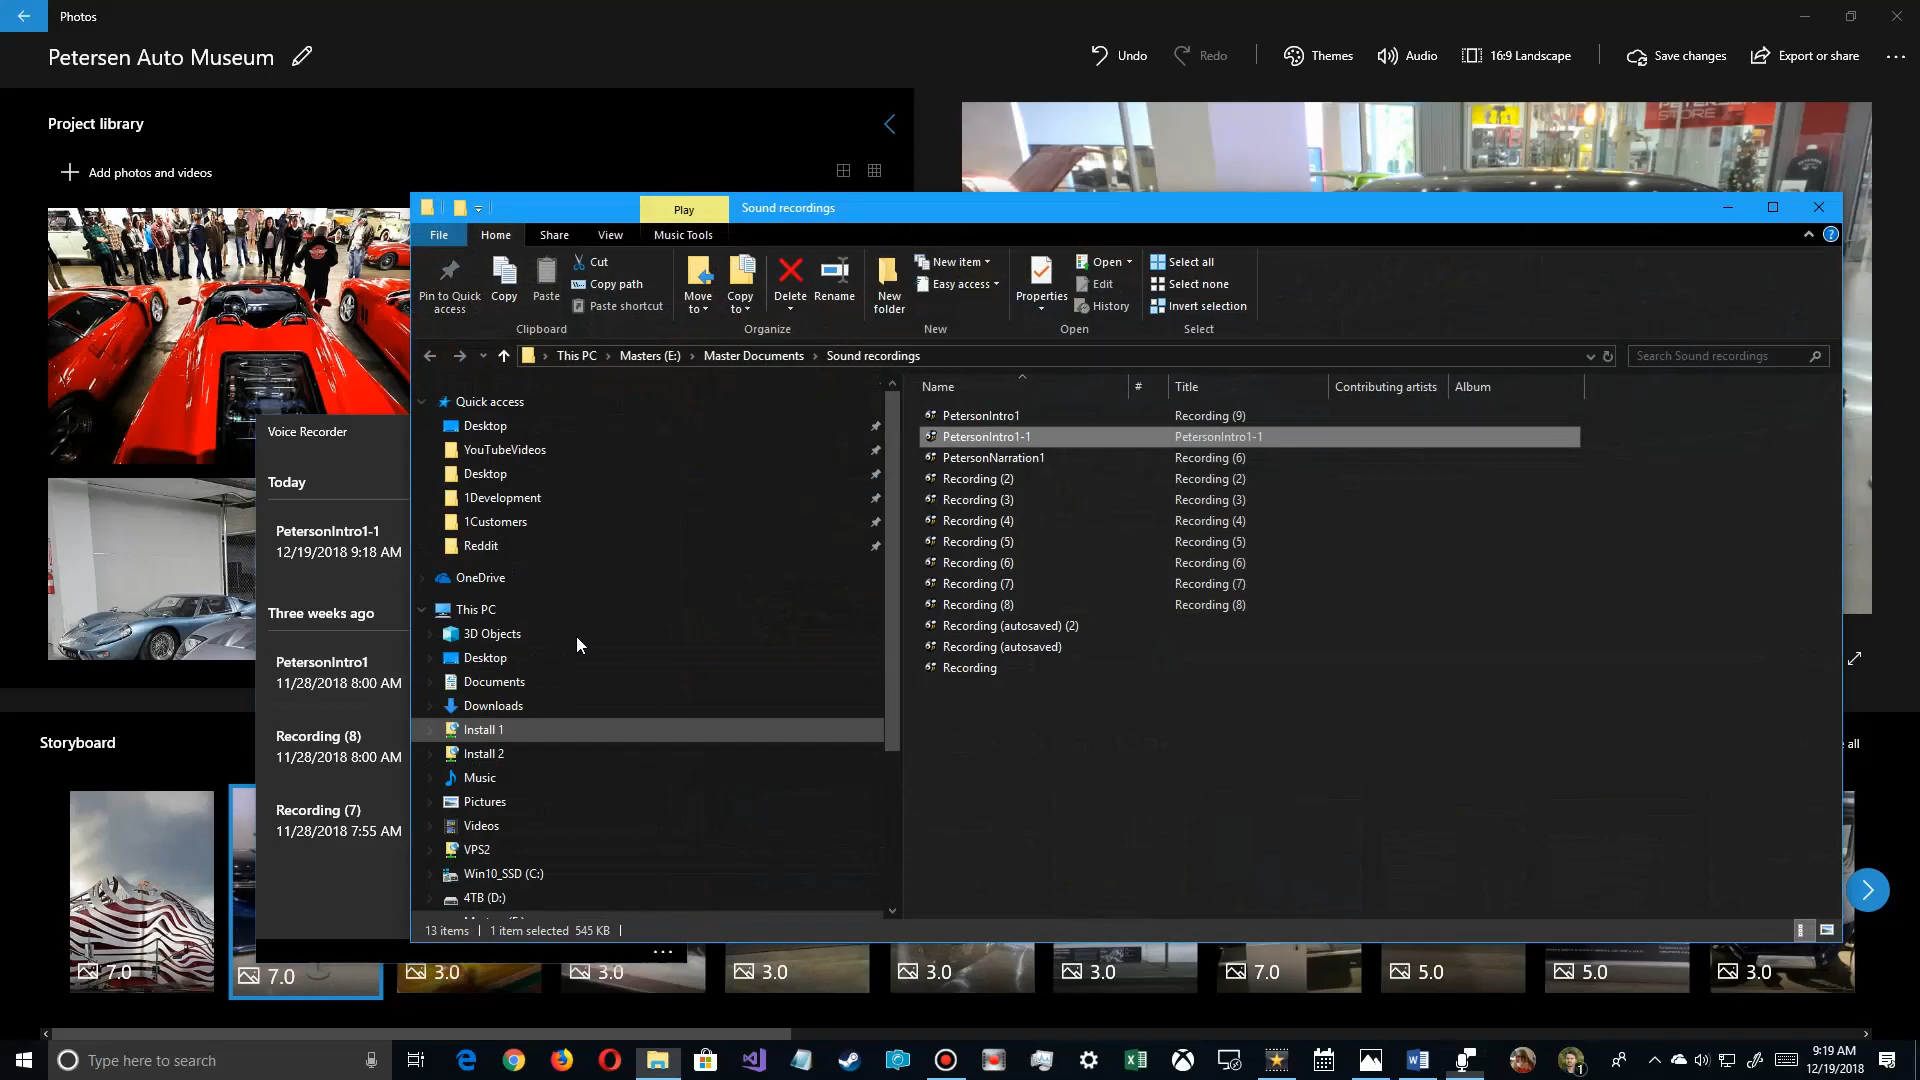 Photos
Petersen Auto Museum
Undo
Redo
Themes
Audio
16:9 Landscape
Save changes
Export or share
Project library
Add photos and videos
PETERSEN
STORE
Play
Sound recordings
File
Home
Share
View
Music Tools
Pin to Quick access
Copy
Paste
Cut
Copy path
Paste shortcut
Clipboard
Move to
Copy to
Delete
Rename
Organize
New folder
New item
Easy access
New
Properties
Open
Edit
History
Open
Select all
Select none
Invert selection
Select
This PC > Masters (E:) > Master Documents > Sound recordings
Search Sound recordings
Quick access
Desktop
YouTubeVideos
Desktop
1Development
1Customers
Reddit
OneDrive
This PC
3D Objects
Desktop
Documents
Downloads
Install 1
Install 2
Music
Pictures
Videos
VPS2
Win10_SSD (C:)
4TB (D:)
Name # Title Contributing artists Album
PetersonIntro1 Recording (9)
PetersonIntro1-1 PetersonIntro1-1
PetersonNarration1 Recording (6)
Recording (2) Recording (2)
Recording (3) Recording (3)
Recording (4) Recording (4)
Recording (5) Recording (5)
Recording (6) Recording (6)
Recording (7) Recording (7)
Recording (8) Recording (8)
Recording (autosaved) (2)
Recording (autosaved)
Recording
13 items
1 item selected 545 KB
Voice Recorder
Today
PetersonIntro1-1
12/19/2018 9:18 AM
Three weeks ago
PetersonIntro1
11/28/2018 8:00 AM
Recording (8)
11/28/2018 8:00 AM
Recording (7)
11/28/2018 7:55 AM
Storyboard
all
7.0
7.0
3.0
3.0
3.0
3.0
3.0
7.0
5.0
5.0
3.0
Type here to search
1
9:19 AM
12/19/2018